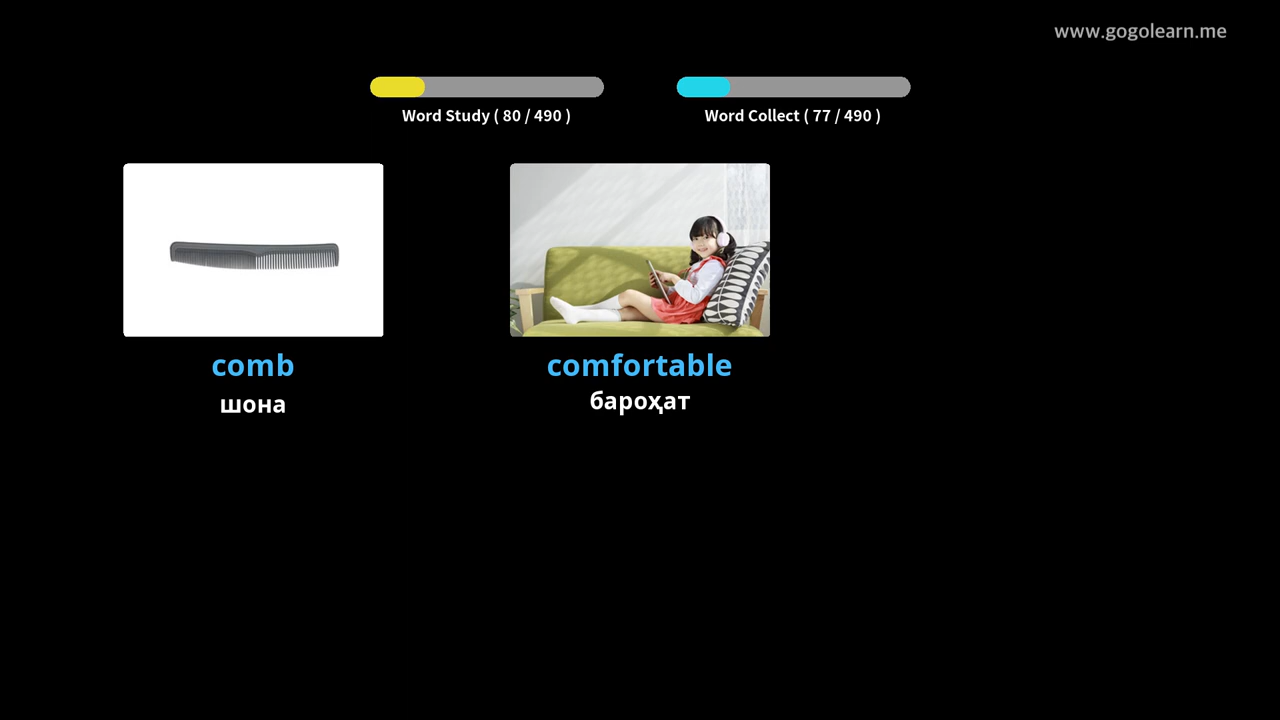 www.gogolearn.me
Word Study ( 80 / 490 )
Word Collect ( 77 / 490 )
comb
шона
comfortable
бароҳат